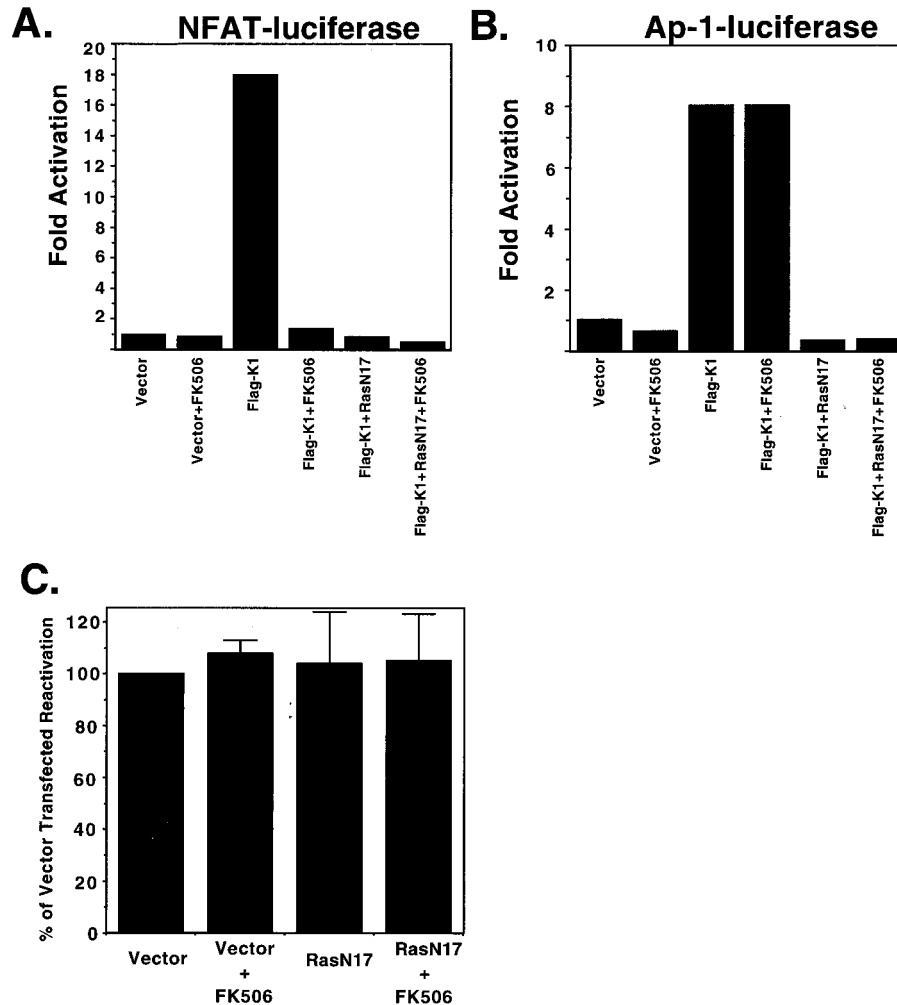 A.
NFAT-luciferase
Fold Activation
20
18
16
14
12
10
8
6
4
2
Vector
Vector+FK506
Flag-K1
Flag-K1+FK506
Flag-K1+RasN17
Flag-K1+RasN17+FK506
B.
Ap-1-luciferase
Fold Activation
10
8
6
4
2
Vector
Vector+FK506
Flag-K1
Flag-K1+FK506
Flag-K1+RasN17
Flag-K1+RasN17+FK506
C.
% of Vector Transfected Reactivation
120
100
80
60
40
20
0
Vector
Vector
+
FK506
RasN17
RasN17
+
FK506